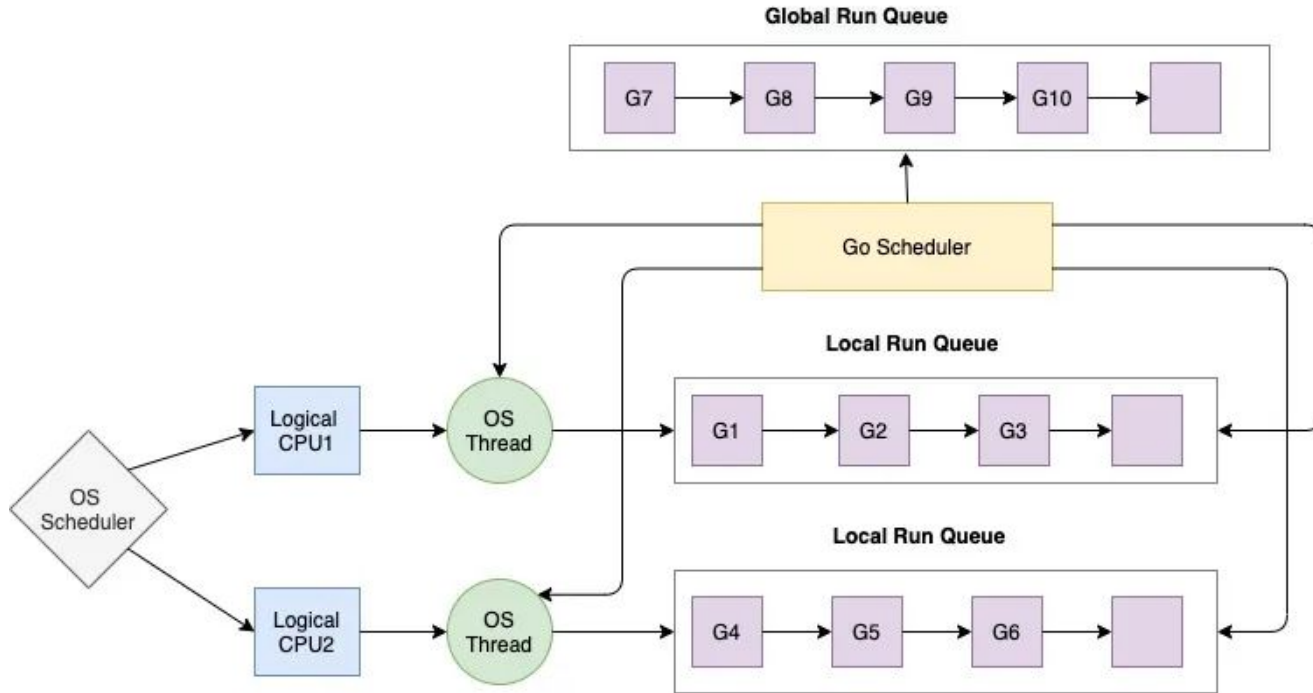 Global Run Queue
G7
G8
G9
G10
Go Scheduler
Local Run Queue
Logical
CPU1
OS
Thread
G1
G2
G3
OS
Scheduler
Local Run Queue
Logical
CPU2
OS
Thread
G4
G5
G6